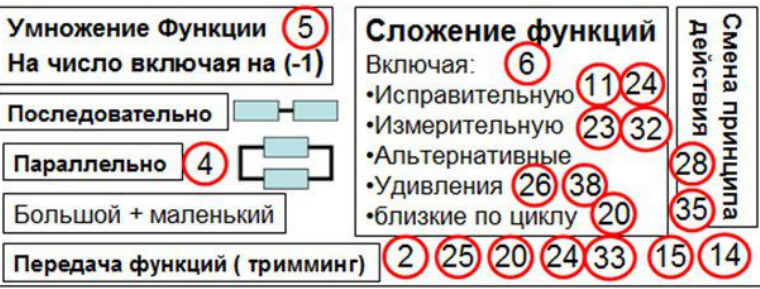 Умножение Функции 5
На число включая на (-1)
Последовательно
Параллельно 4
Большой + маленький
Сложение функций
Включая: 6
•Исправительную 11 24
•Измерительную 23 32
•Альтернативные
•Удивления 26 38
•близкие по циклу 20
Смена принципа
действия
28
35
Передача функций ( тримминг) 2 25 20 24 33 15 14